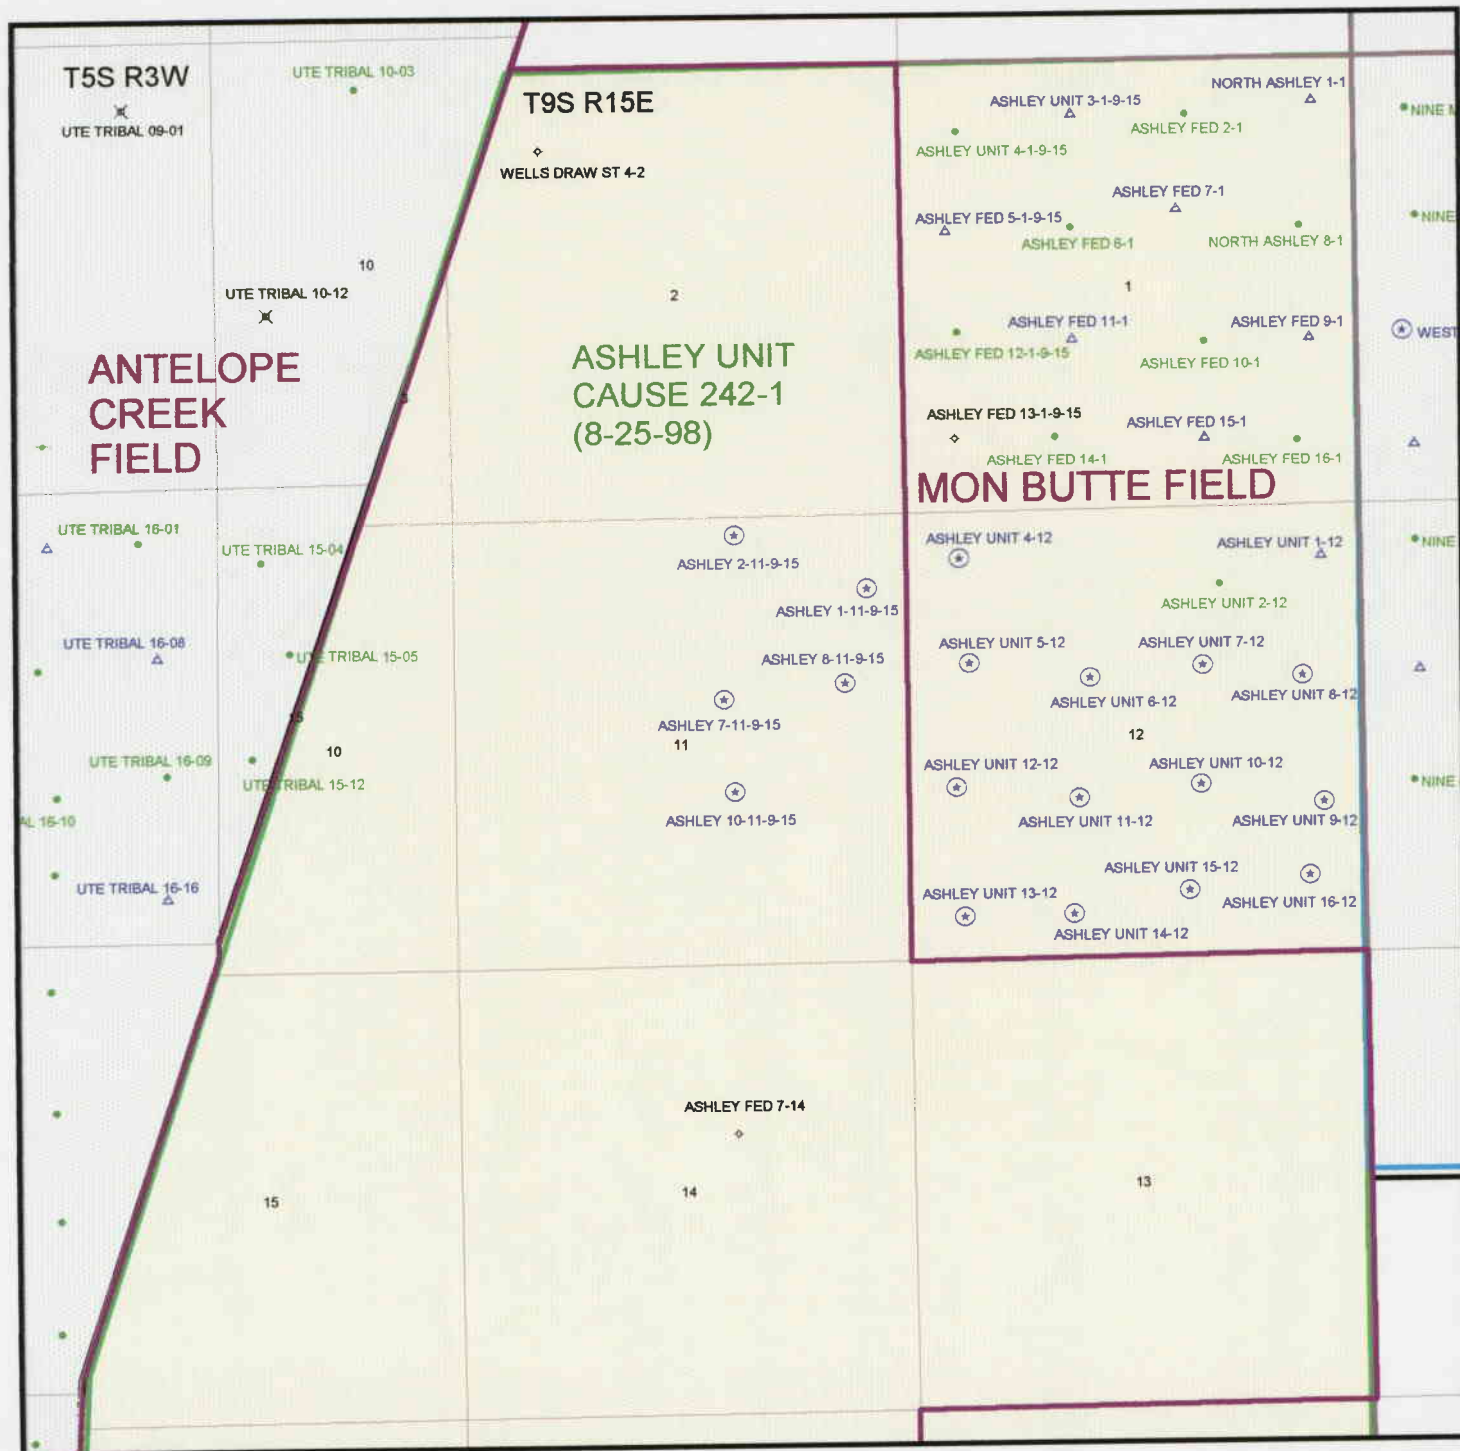 T5S R3W
UTE TRIBAL 10-03
UTE TRIBAL 09-01
T9S R15E
WELLS DRAW ST 4-2
NORTH ASHLEY 1-1
ASHLEY UNIT 3-1-9-15
ASHLEY FED 2-1
ASHLEY UNIT 4-1-9-15
NINE
ASHLEY FED 7-1
ASHLEY FED 5-1-9-15
ASHLEY FED 6-1
NORTH ASHLEY 8-1
NINE
10
UTE TRIBAL 10-12
2
1
ASHLEY FED 11-1
ASHLEY FED 9-1
WEST
ASHLEY FED 12-1-9-15
ASHLEY FED 10-1
ANTELOPE
CREEK
FIELD
ASHLEY UNIT
CAUSE 242-1
(8-25-98)
ASHLEY FED 13-1-9-15
ASHLEY FED 15-1
ASHLEY FED 14-1
ASHLEY FED 16-1
MON BUTTE FIELD
UTE TRIBAL 16-01
UTE TRIBAL 15-04
ASHLEY 2-11-9-15
ASHLEY UNIT 4-12
ASHLEY UNIT 1-12
NINE
ASHLEY 1-11-9-15
ASHLEY UNIT 2-12
UTE TRIBAL 16-08
UTE TRIBAL 15-05
ASHLEY 8-11-9-15
ASHLEY UNIT 5-12
ASHLEY UNIT 7-12
ASHLEY UNIT 6-12
ASHLEY UNIT 8-12
ASHLEY 7-11-9-15
15
10
11
12
UTE TRIBAL 16-09
UTE TRIBAL 15-12
ASHLEY UNIT 12-12
ASHLEY UNIT 10-12
NINE
AL 16-10
ASHLEY 10-11-9-15
ASHLEY UNIT 11-12
ASHLEY UNIT 9-12
UTE TRIBAL 16-16
ASHLEY UNIT 15-12
ASHLEY UNIT 13-12
ASHLEY UNIT 16-12
ASHLEY UNIT 14-12
ASHLEY FED 7-14
15
14
13